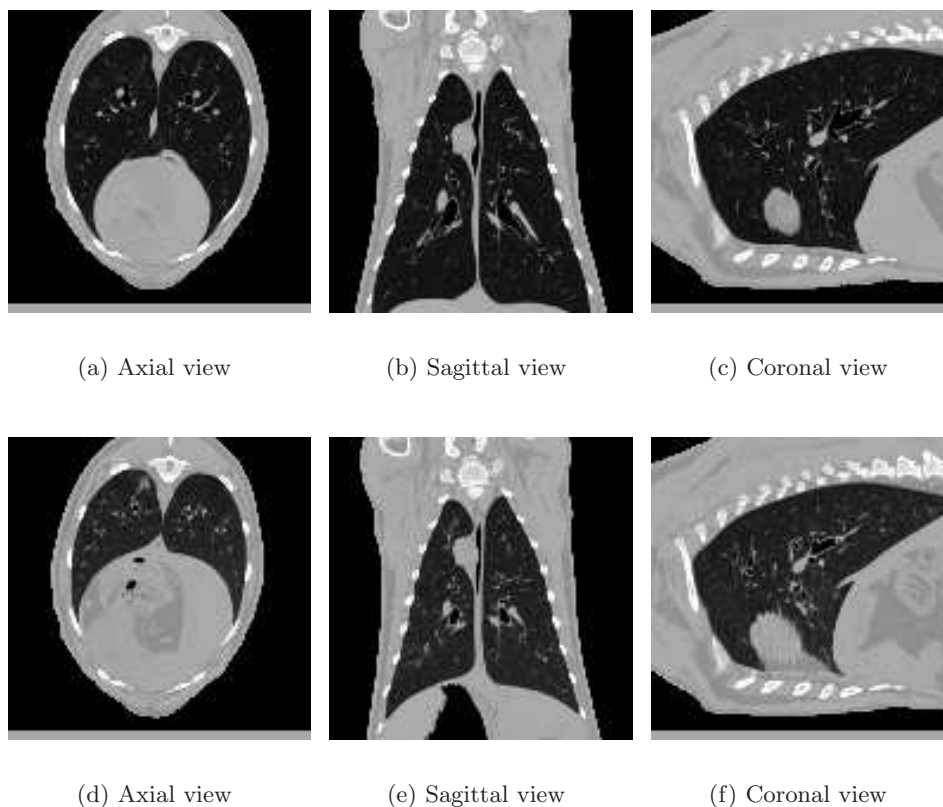 (a) Axial view
(b) Sagittal view
(c) Coronal view
(d) Axial view
(e) Sagittal view
(f) Coronal view